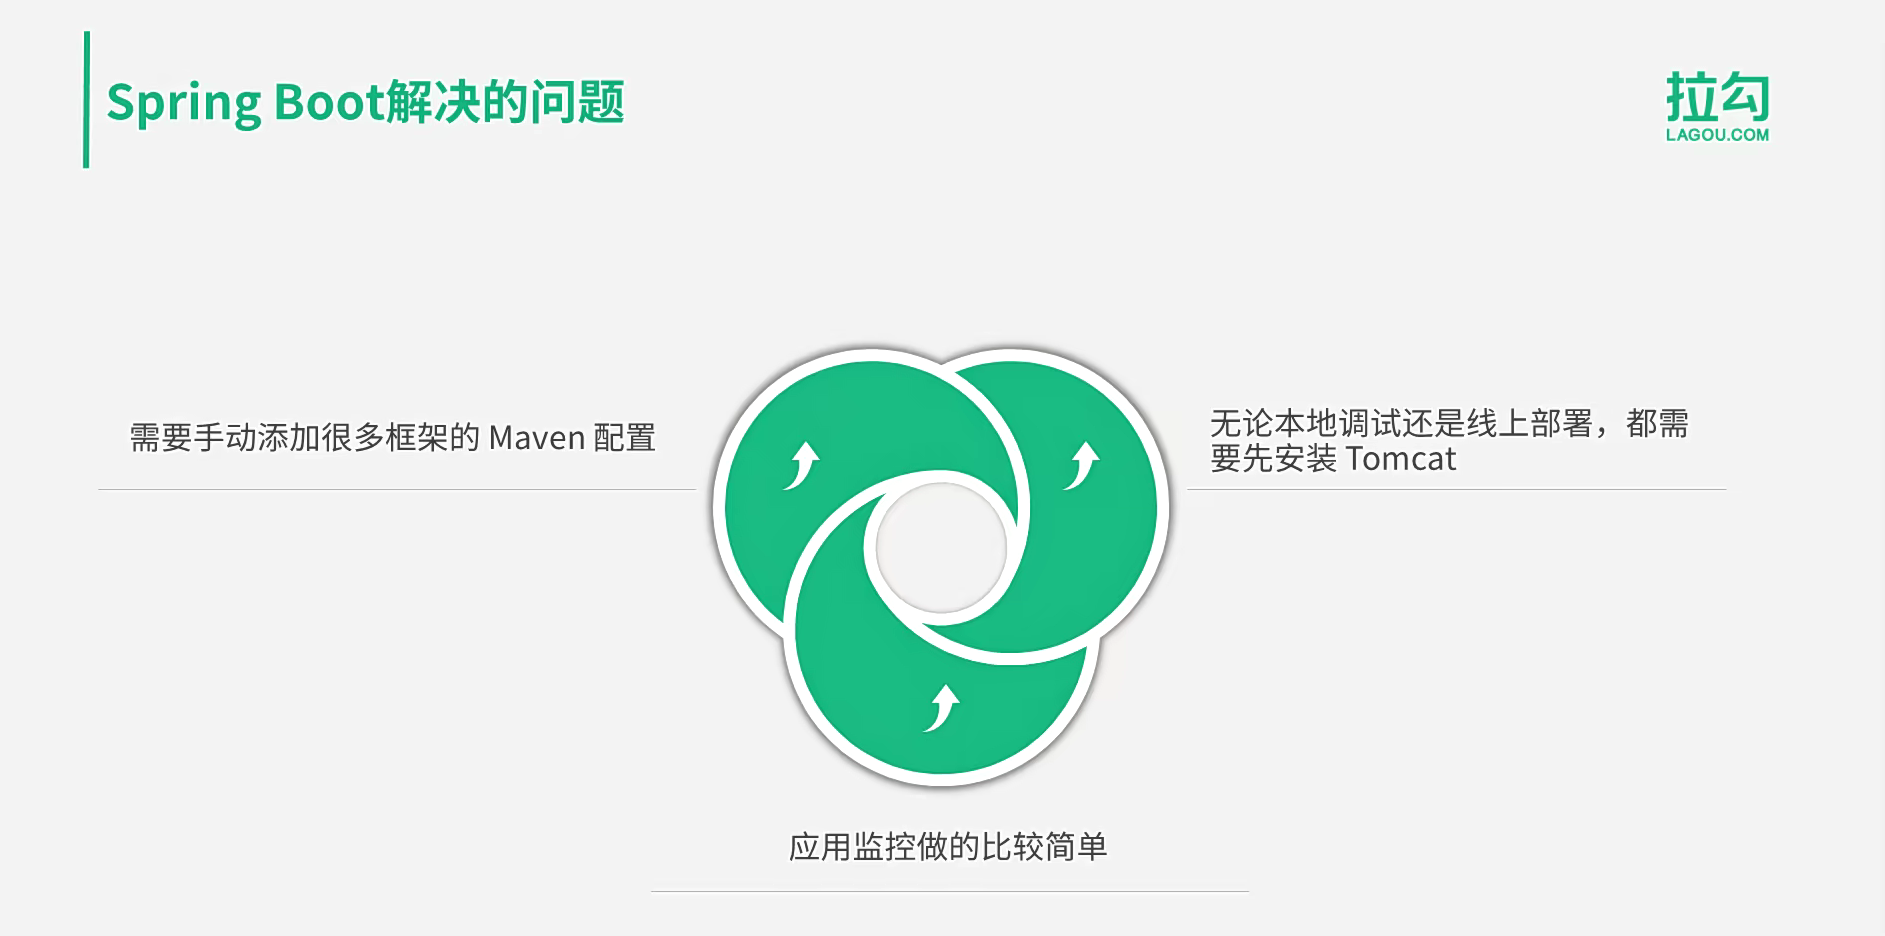 Spring Boot解决的问题
拉勾
LAGOU.COM
需要手动添加很多框架的 Maven 配置
无论本地调试还是线上部署，都需
要先安装 Tomcat
应用监控做的比较简单